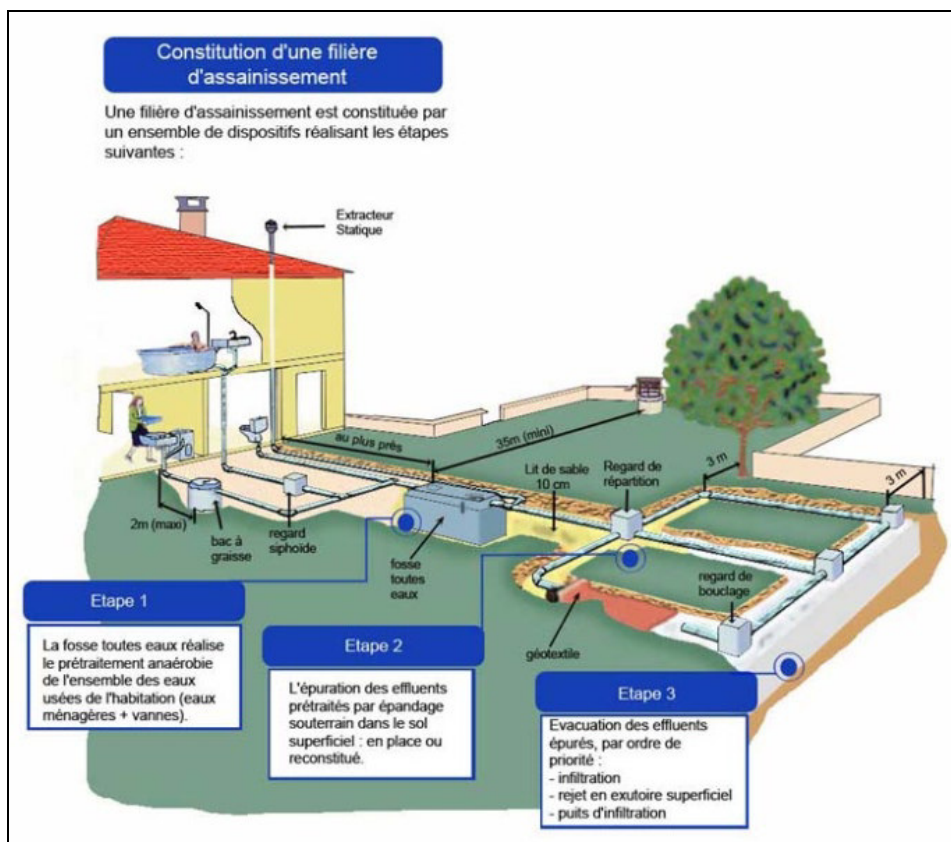 Constitution d'une filière
d'assainissement
Une filière d'assainissement est constituée par
un ensemble de dispositifs réalisant les étapes
suivantes :
Extracteur
Statique
au plus près
35m (mini)
Lit de sable
10 cm
Regard de
répartition
3 m
3 m
2m (maxi)
bac à
graisse
regard
siphoïde
fosse
toutes
eaux
regard de
bouclage
géotextile
Etape 1
La fosse toutes eaux réalise
le prétraitement anaérobie
de l'ensemble des eaux
usées de l'habitation (eaux
ménagères + vannes).
Etape 2
L'épuration des effluents
prétraités par épandage
souterrain dans le sol
superficiel : en place ou
reconstitué.
Etape 3
Evacuation des effluents
épurés, par ordre de
priorité :
- infiltration
- rejet en exutoire superficiel
- puits d'infiltration